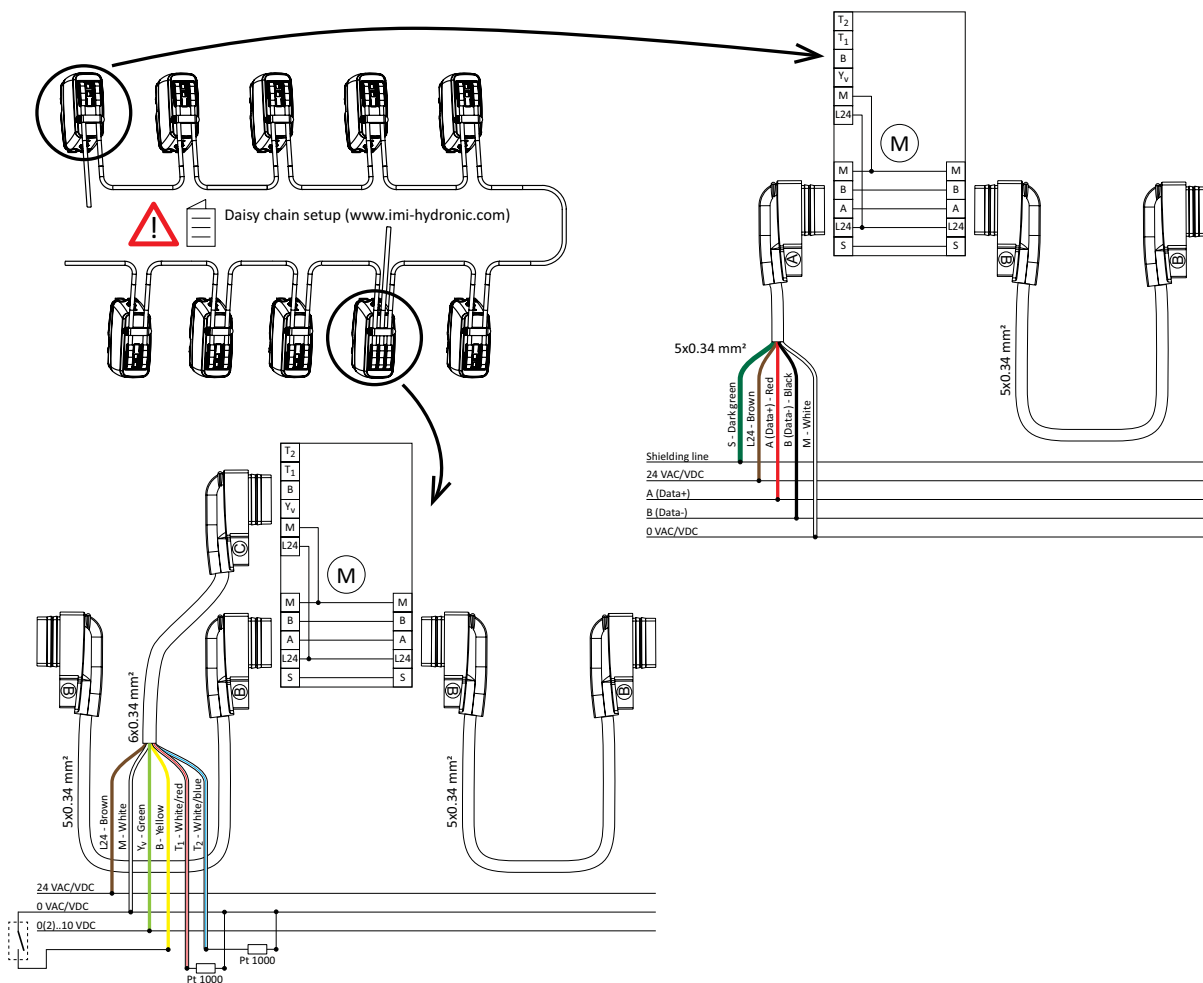 Daisy chain setup (www.imi-hydronic.com)
T2
T1
B
Yv
M
L24
M
M
B
A
L24
S
M
B
A
L24
S
A
B
B
5x0.34 mm²
5x0.34 mm²
S - Dark green
L24 - Brown
A (Data+) - Red
B (Data-) - Black
M - White
Shielding line
24 VAC/VDC
A (Data+)
B (Data-)
0 VAC/VDC
T2
T1
B
Yv
M
L24
M
M
B
A
L24
S
M
B
A
L24
S
C
B
B
B
B
6x0.34 mm²
5x0.34 mm²
5x0.34 mm²
L24 - Brown
M - White
Yv - Green
B - Yellow
T1 - White/red
T2 - White/blue
24 VAC/VDC
0 VAC/VDC
0(2)..10 VDC
Pt 1000
Pt 1000